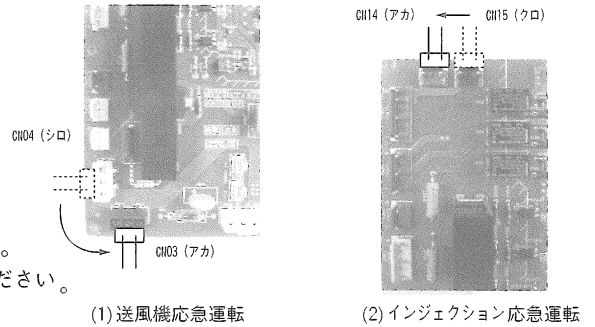 CN14 (アカ)
CN15 (クロ)
CN04 (シロ)
CN03 (アカ)
。
ださい。
(1) 送風機応急運転
(2) インジェクション応急運転